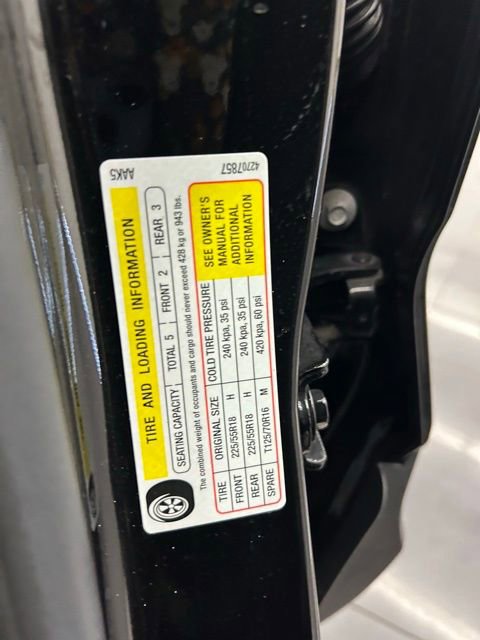 TIRE AND LOADING INFORMATION
SEATING CAPACITY TOTAL 5 FRONT 2 REAR 3
The combined weight of occupants and cargo should never exceed 428 kg or 943 lbs.
TIRE ORIGINAL SIZE COLD TIRE PRESSURE
FRONT 225/55R18 H 240 kpa, 35 psi
REAR 225/55R18 H 240 kpa, 35 psi
SPARE T125/70R16 M 420 kpa, 60 psi
SEE OWNER'S
MANUAL FOR
ADDITIONAL
INFORMATION
AAK5
42707857